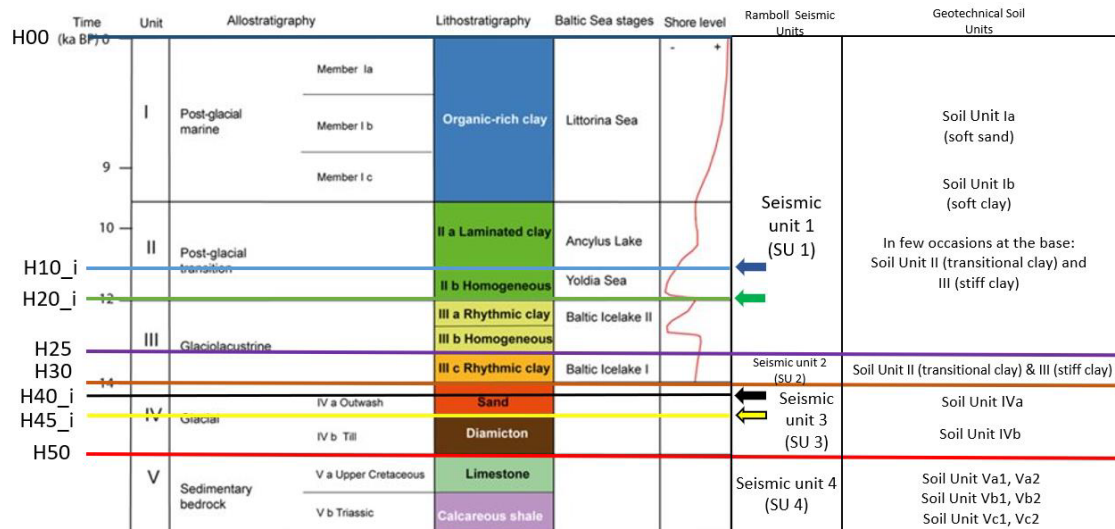 Time
(ka BP) 0
Unit
Allostratigraphy
Lithostratigraphy
Baltic Sea stages
Shore level
Ramboll Seismic
Units
Geotechnical Soil
Units
H00
- +
I
Post-glacial
marine
Member Ia
Member I b
Member I c
Organic-rich clay
Littorina Sea
9
10
II
Post-glacial
transition
II a Laminated clay
Ancylus Lake
H10_i
II b Homogeneous
Yoldia Sea
H20_i
12
III
Glaciolacustrine
III a Rhythmic clay
Baltic Icelake II
III b Homogeneous
H25
III c Rhythmic clay
Baltic Icelake I
H30
14
H40_i
IV a Outwash
Sand
IV
Glacial
H45_i
IV b Till
Diamicton
H50
V
Sedimentary
bedrock
V a Upper Cretaceous
Limestone
V b Triassic
Calcareous shale
Seismic
unit 1
(SU 1)
Seismic unit 2
(SU 2)
Seismic
unit 3
(SU 3)
Seismic unit 4
(SU 4)
Soil Unit Ia
(soft sand)
Soil Unit Ib
(soft clay)
In few occasions at the base:
Soil Unit II (transitional clay) and
III (stiff clay)
Soil Unit II (transitional clay) & III (stiff clay)
Soil Unit IVa
Soil Unit IVb
Soil Unit Va1, Va2
Soil Unit Vb1, Vb2
Soil Unit Vc1, Vc2